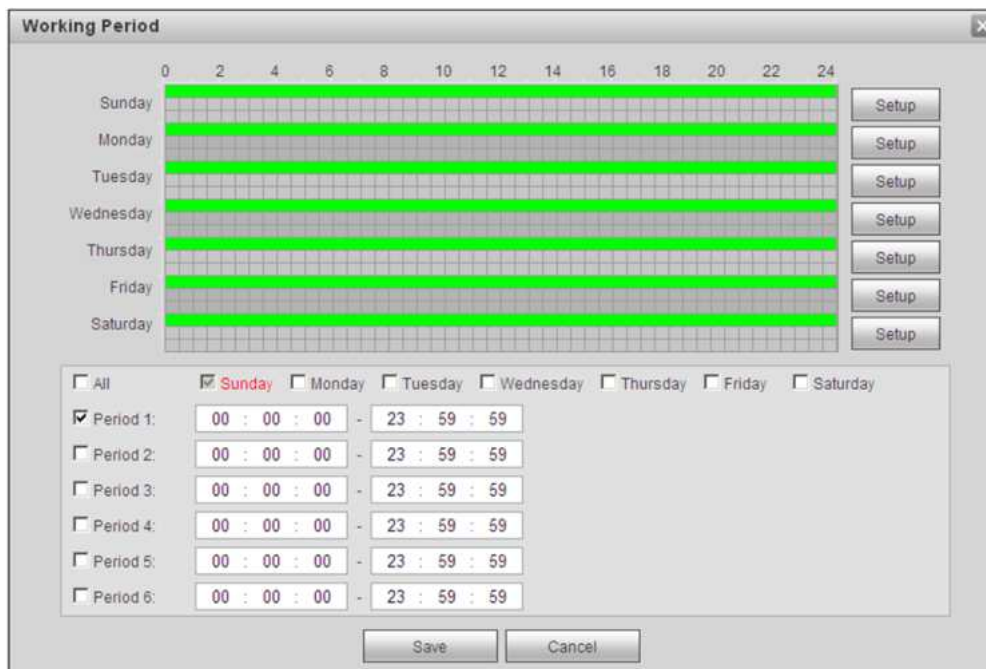 Working Period
0 2 4 6 8 10 12 14 16 18 20 22 24
Sunday Setup
Monday Setup
Tuesday Setup
Wednesday Setup
Thursday Setup
Friday Setup
Saturday Setup
All Sunday Monday Tuesday Wednesday Thursday Friday Saturday
Period 1: 00 : 00 : 00 - 23 : 59 : 59
Period 2: 00 : 00 : 00 - 23 : 59 : 59
Period 3: 00 : 00 : 00 - 23 : 59 : 59
Period 4: 00 : 00 : 00 - 23 : 59 : 59
Period 5: 00 : 00 : 00 - 23 : 59 : 59
Period 6: 00 : 00 : 00 - 23 : 59 : 59
Save Cancel